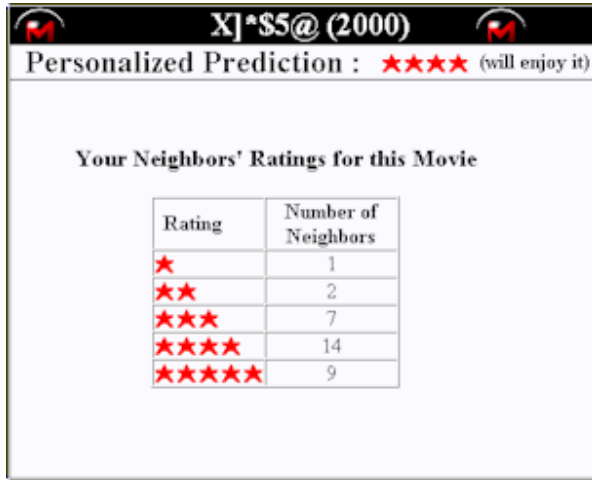 X]*$5@ (2000)
Personalized Prediction : ★★★★ (will enjoy it)
Your Neighbors' Ratings for this Movie
Rating Number of Neighbors
★ 1
★★ 2
★★★ 7
★★★★ 14
★★★★★ 9